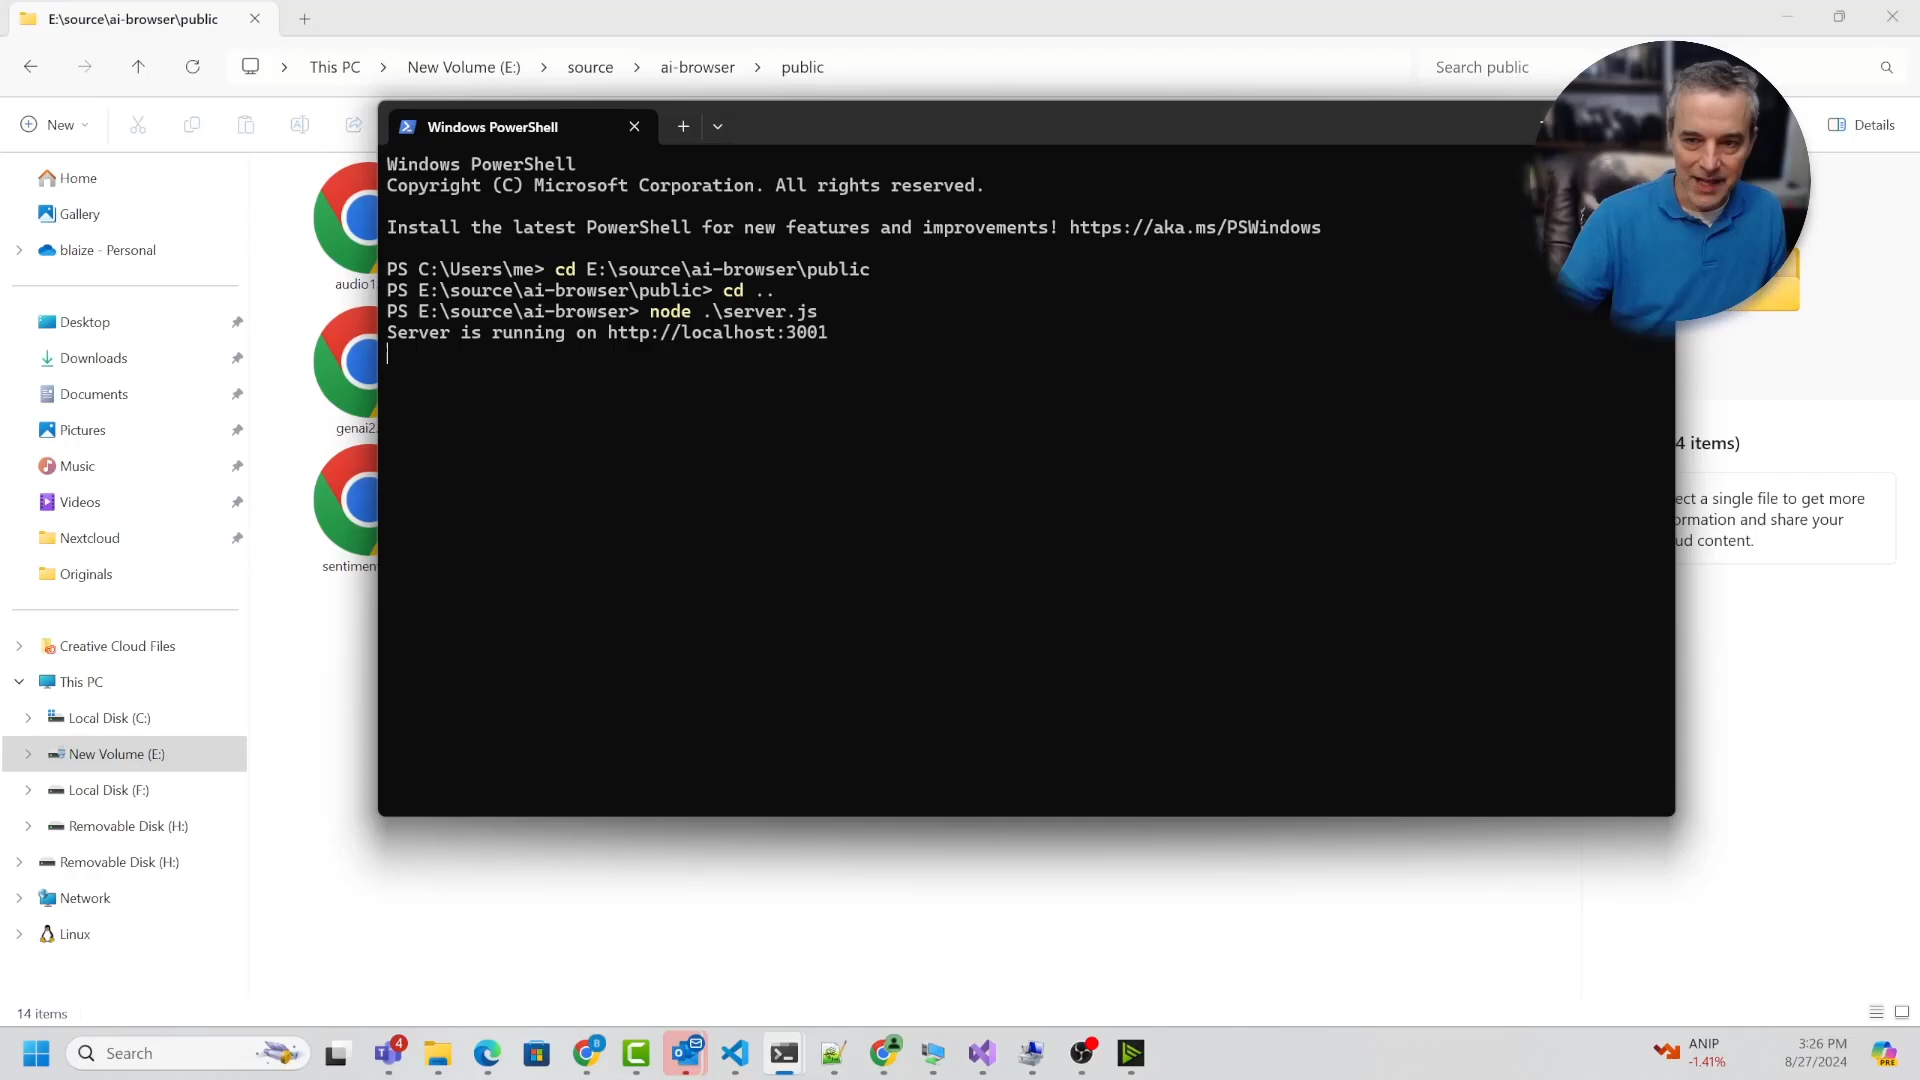 E:\source\ai-browser\public
This PC
New Volume (E:)
source
ai-browser
public
Search public
New
Details
Windows PowerShell
Windows PowerShell
Copyright (C) Microsoft Corporation. All rights reserved.
Install the latest PowerShell for new features and improvements! https://aka.ms/PSWindows
PS C:\Users\me> cd E:\source\ai-browser\public
PS E:\source\ai-browser\public> cd ..
PS E:\source\ai-browser> node .\server.js
Server is running on http://localhost:3001
Home
Gallery
blaize - Personal
Desktop
Downloads
Documents
Pictures
Music
Videos
Nextcloud
Originals
Creative Cloud Files
This PC
Local Disk (C:)
New Volume (E:)
Local Disk (F:)
Removable Disk (H:)
Removable Disk (H:)
Network
Linux
audio1
genai2.
sentimen
4 items)
ect a single file to get more
ormation and share your
ud content.
14 items
Search
4
B
ANIP
-1.41%
3:26 PM
8/27/2024
PRE